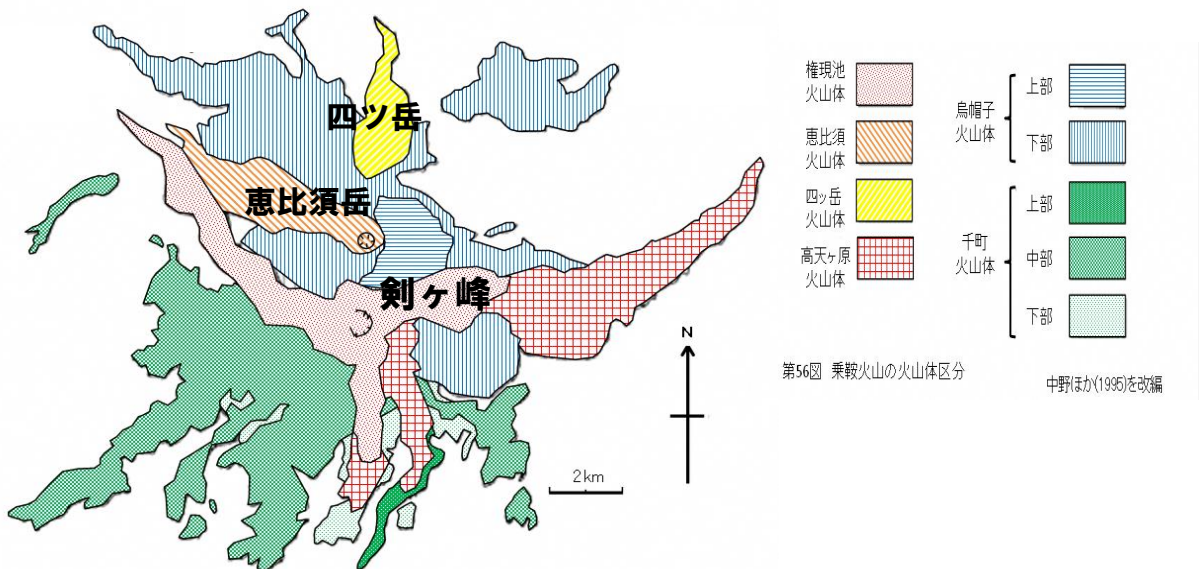 四ツ岳
恵比須岳
剣ヶ峰
N
2km
権現池
火山体
恵比須
火山体
四ッ岳
火山体
高天ヶ原
火山体
烏帽子
火山体
上部
下部
千町
火山体
上部
中部
下部
第56図 乗鞍火山の火山体区分
中野ほか(1995)を改編